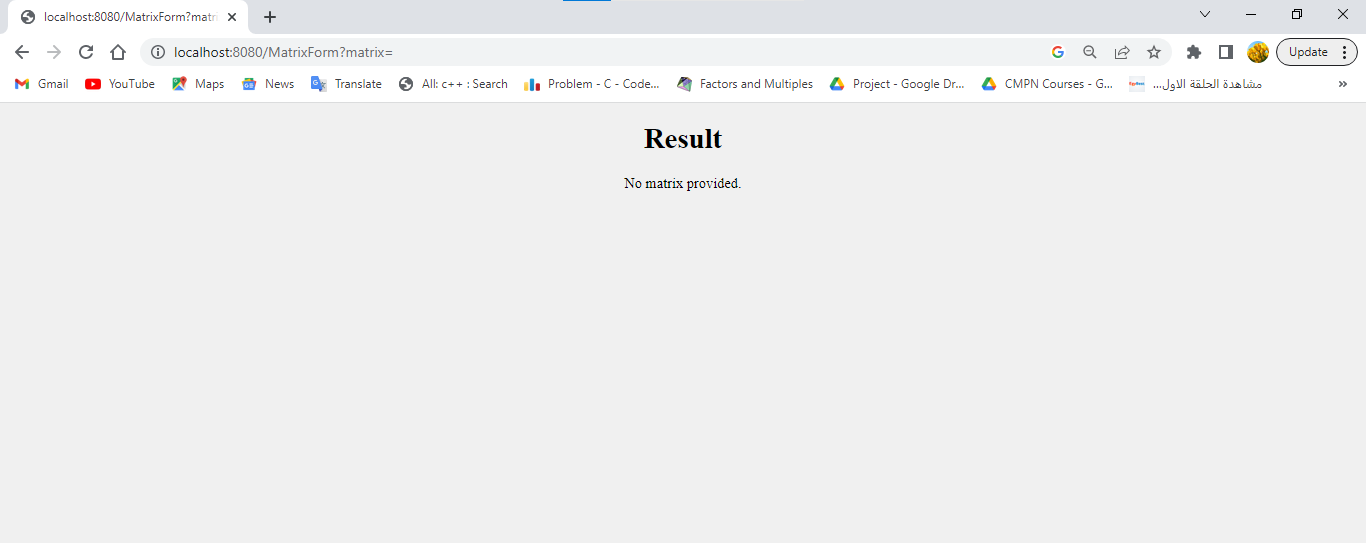 localhost:8080/MatrixForm?matri
localhost:8080/MatrixForm?matrix=
Update
Gmail
YouTube
Maps
News
Translate
All: c++ : Search
Problem - C - Code...
Factors and Multiples
Project - Google Dr...
CMPN Courses - G...
مشاهدة الحلقة الاول...
»
Result
No matrix provided.